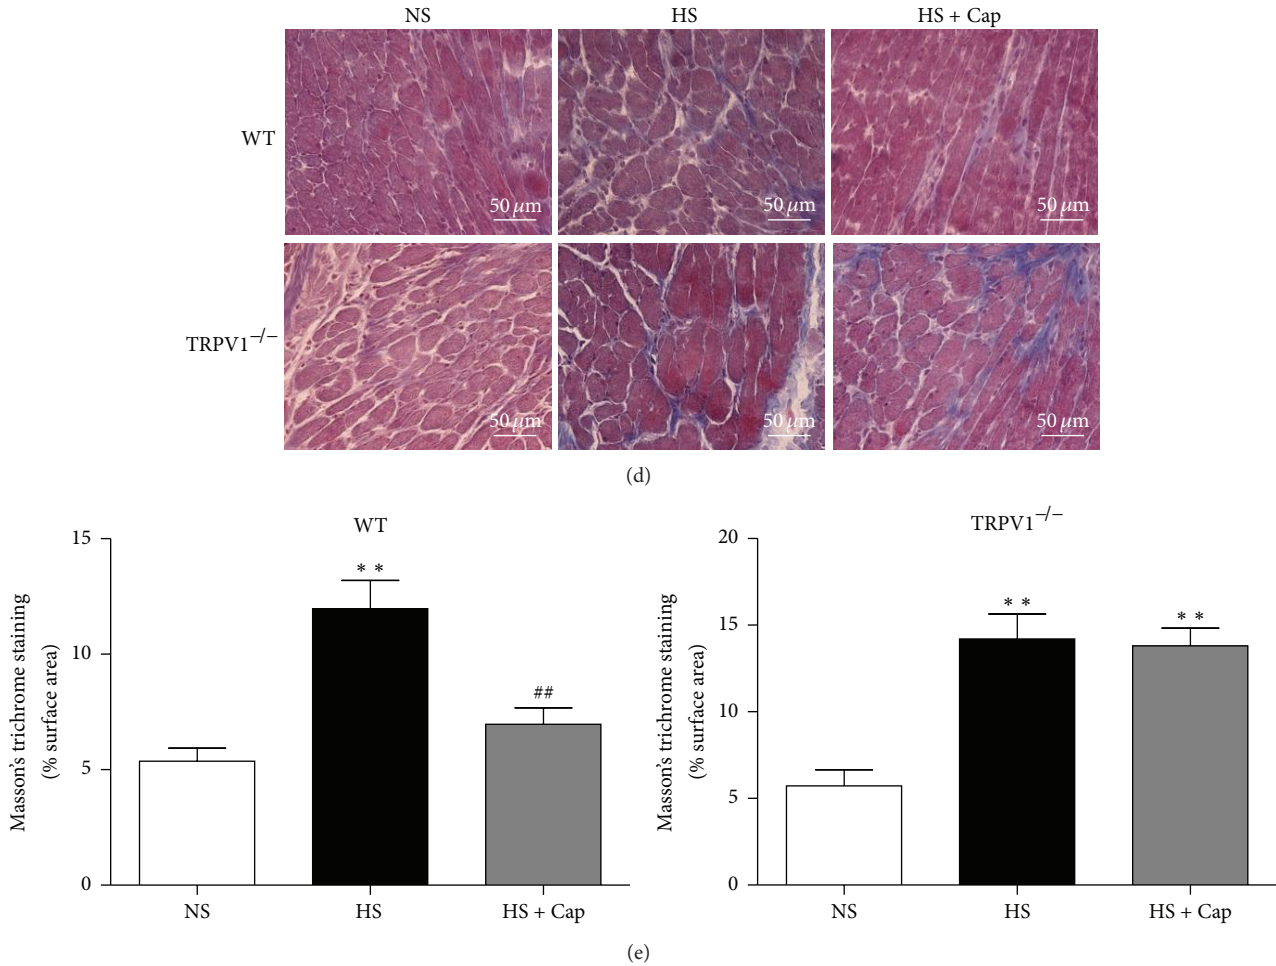 NS HS HS + Cap
WT
50 μm 50 μm 50 μm
TRPV1−/−
50 μm 50 μm 50 μm
(d)
WT
Masson's trichrome staining
(% surface area)
15
10
5
0
* *
##
NS HS HS + Cap
TRPV1−/−
Masson's trichrome staining
(% surface area)
20
15
10
5
0
* *
* *
NS HS HS + Cap
(e)